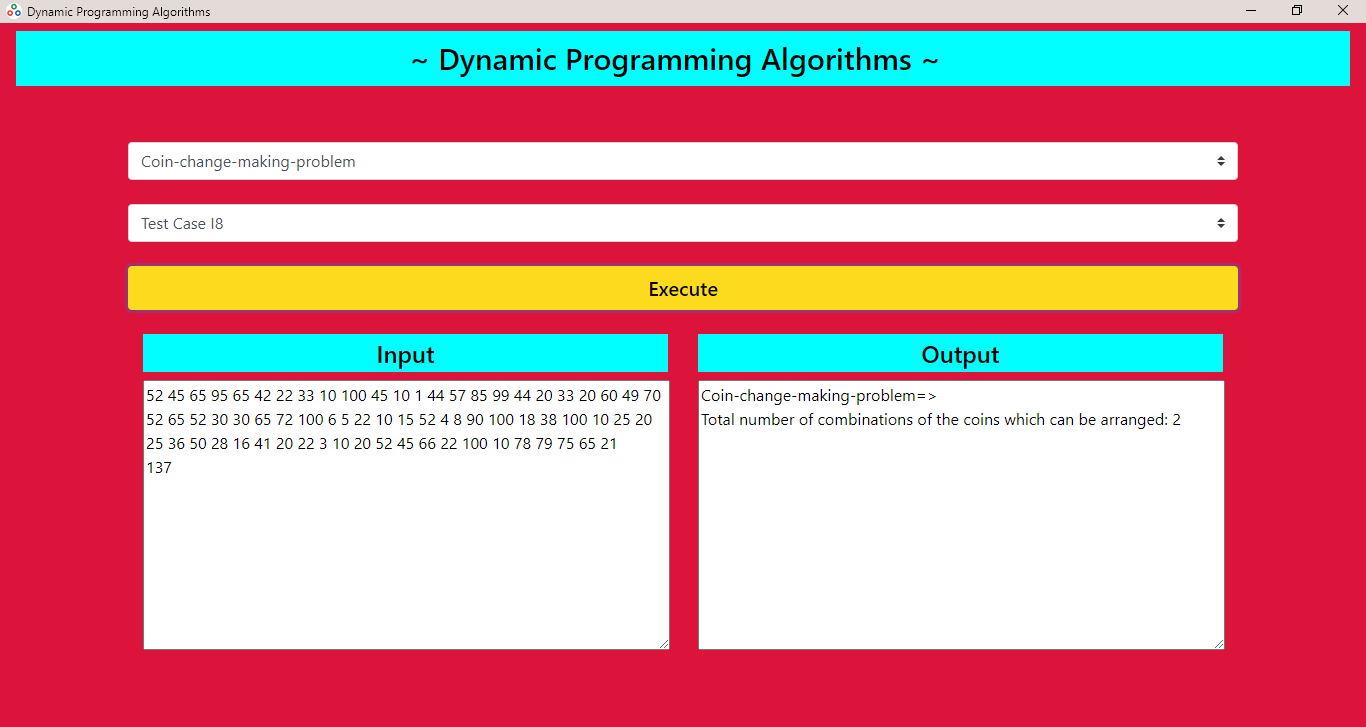 Dynamic Programming Algorithms
~ Dynamic Programming Algorithms ~
Coin-change-making-problem
Test Case I8
Execute
Input
52 45 65 95 65 42 22 33 10 100 45 10 1 44 57 85 99 44 20 33 20 60 49 70
52 65 52 30 30 65 72 100 6 5 22 10 15 52 4 8 90 100 18 38 100 10 25 20
25 36 50 28 16 41 20 22 3 10 20 52 45 66 22 100 10 78 79 75 65 21
137
Output
Coin-change-making-problem=>
Total number of combinations of the coins which can be arranged: 2